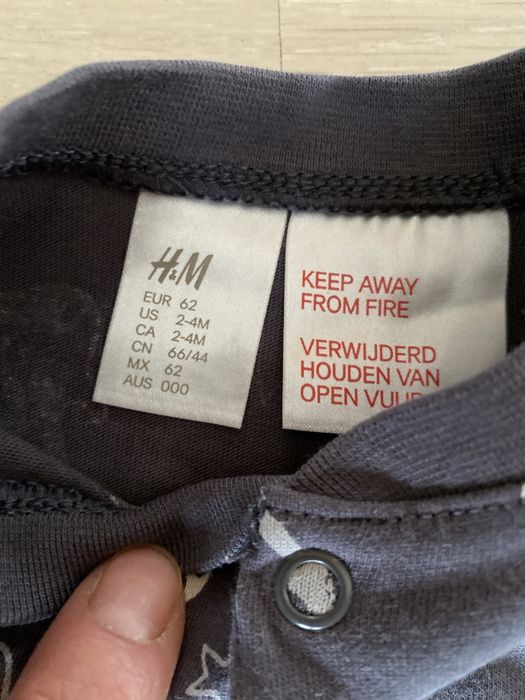 H&M
EUR 62
US 2-4M
CA 2-4M
CN 66/44
MX 62
AUS 000
KEEP AWAY
FROM FIRE
VERWIJDERD
HOUDEN VAN
OPEN VUUR